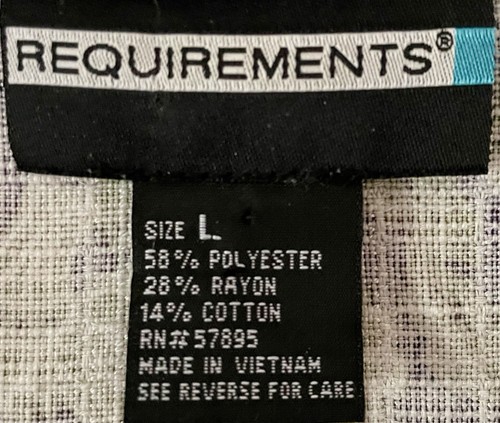 REQUIREMENTS®
SIZE L
58% POLYESTER
28% RAYON
14% COTTON
RN#57895
MADE IN VIETNAM
SEE REVERSE FOR CARE